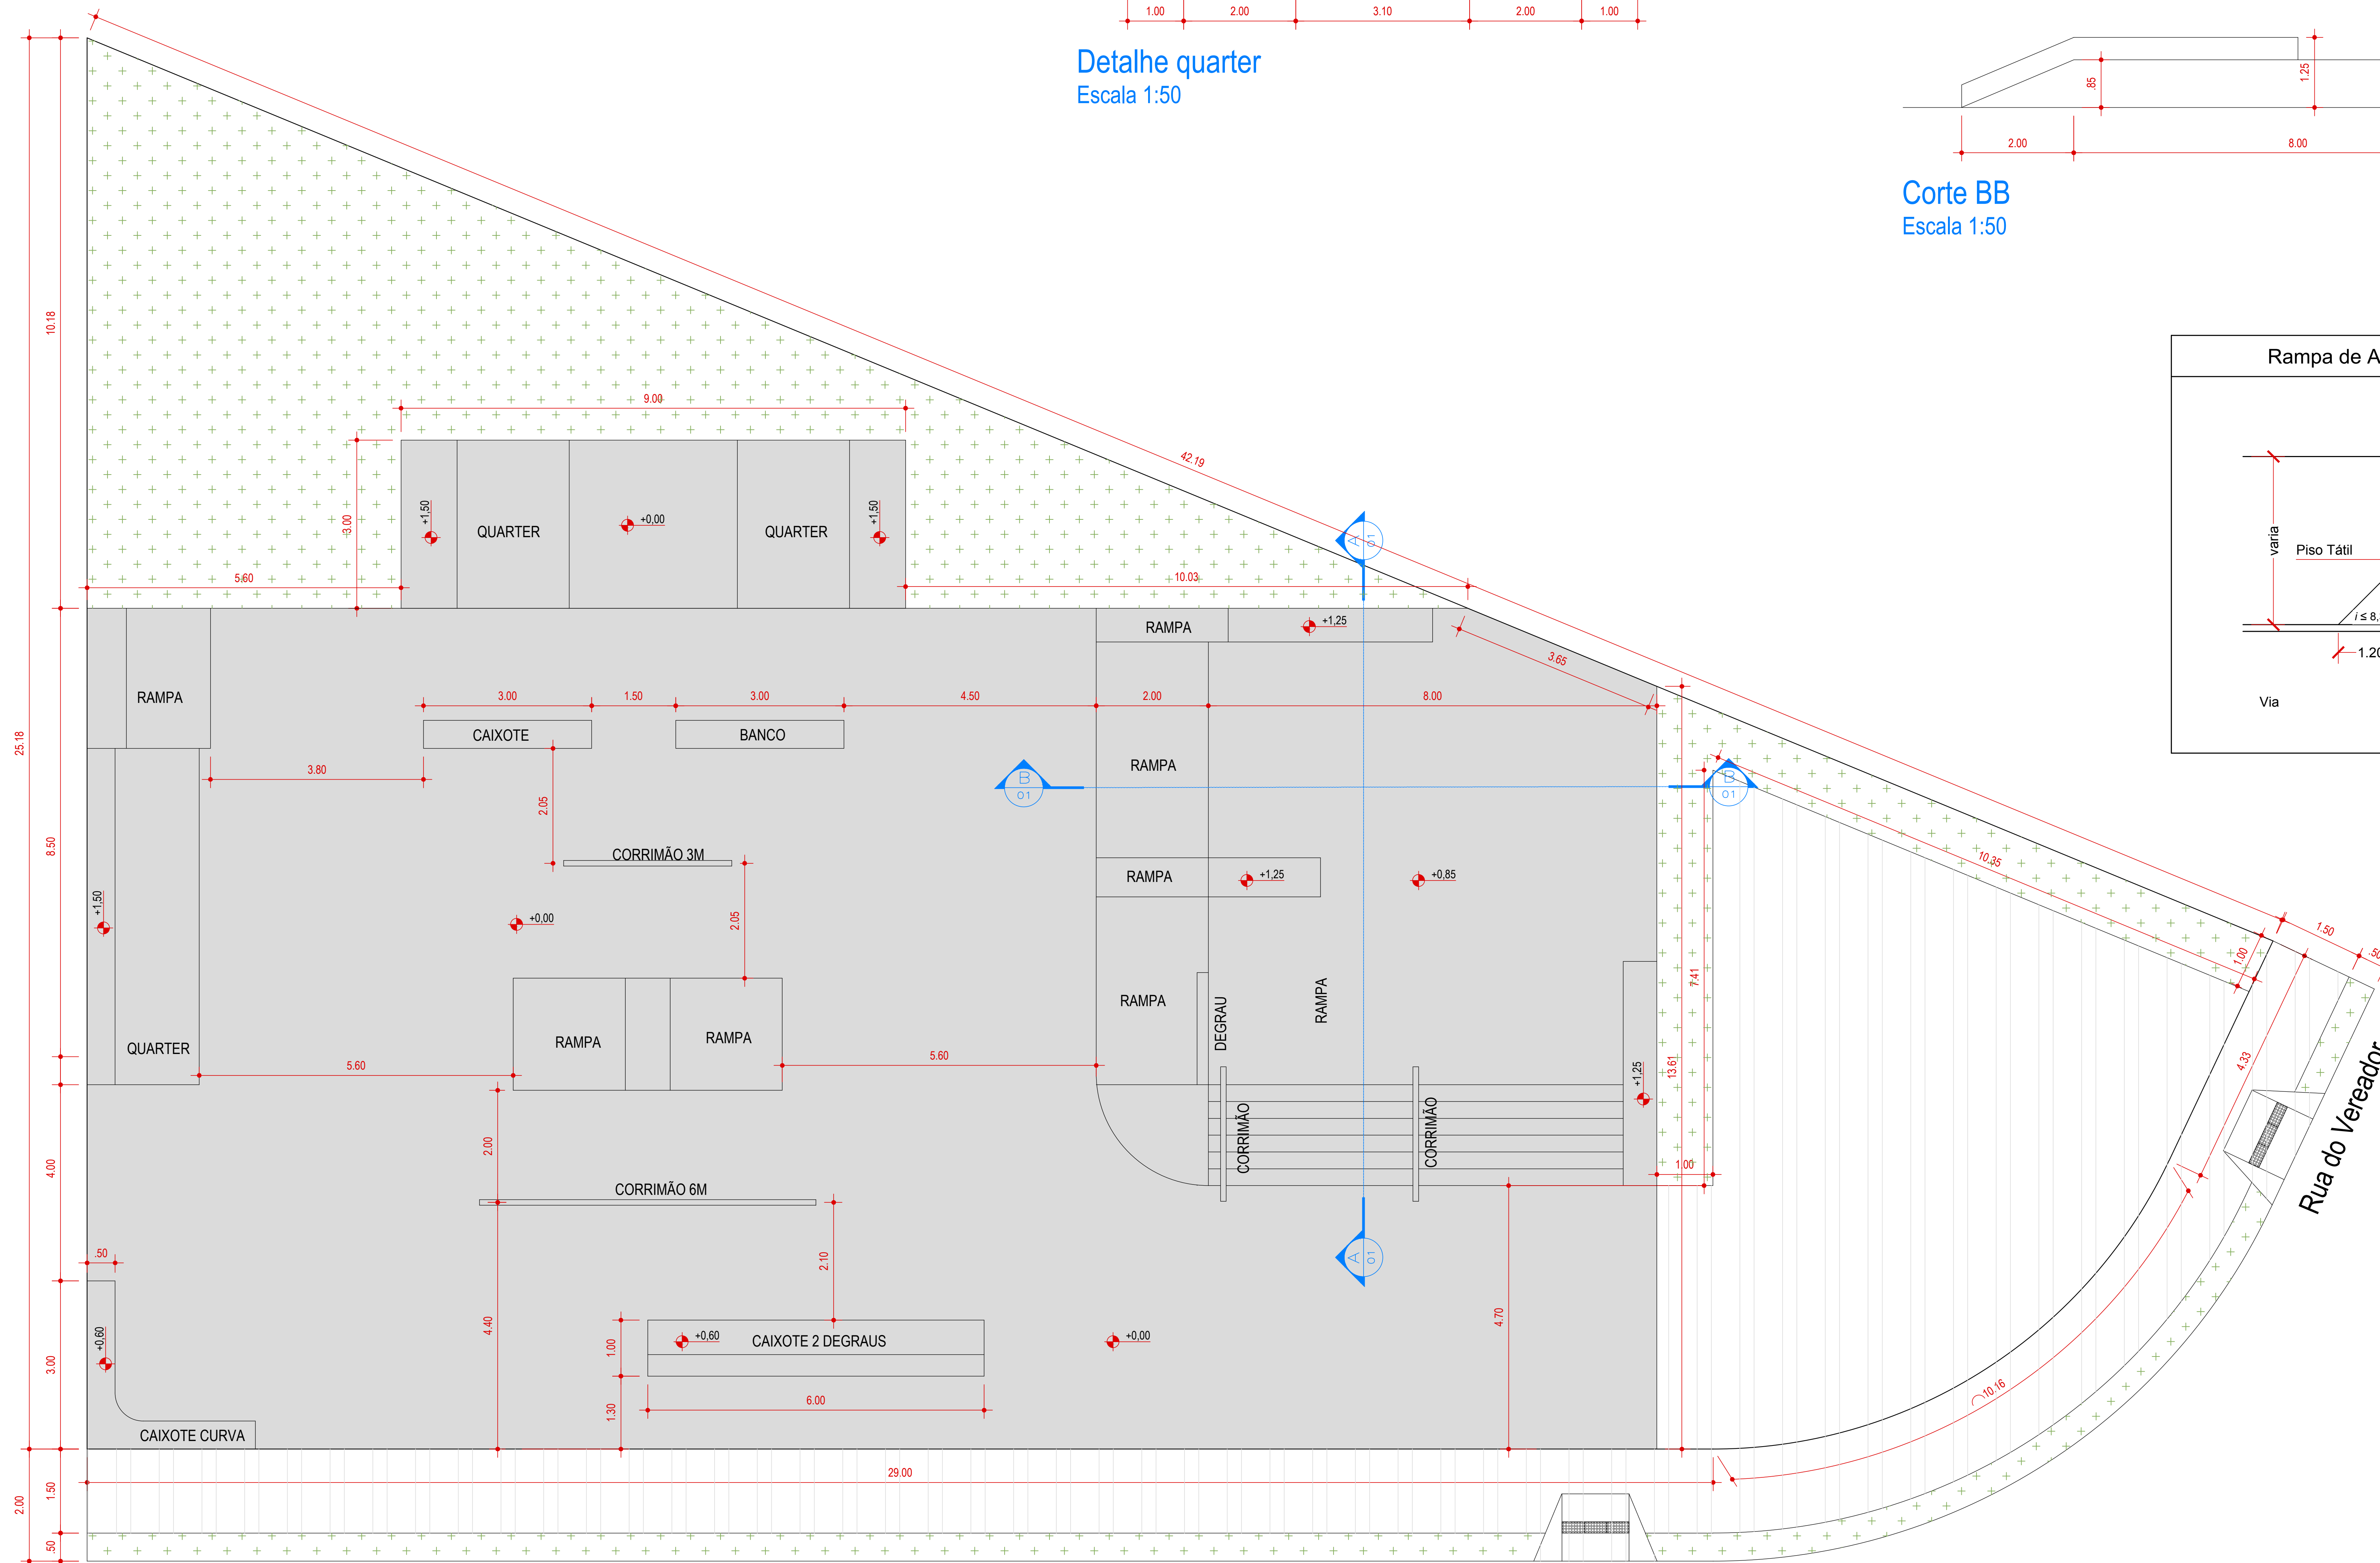 1.00 2.00 3.10 2.00 1.00
Detalhe quarter
Escala 1:50
.85
1.25
2.00 8.00
Corte BB
Escala 1:50
Rampa de A
varia
Piso Tátil
i ≤ 8,
1.20
Via
10.18
25.18
42.19
9.00
3.00
+1,50
QUARTER
+0,00
QUARTER
+1,50
5.60
10.03
A
01
RAMPA
RAMPA
+1,25
3.65
3.00 1.50 3.00 4.50 2.00 8.00
CAIXOTE
BANCO
3.80
2.05
RAMPA
B
01
B
01
8.50
CORRIMÃO 3M
+1,50
+0,00
2.05
RAMPA
+1,25
+0,85
7.41
10.35
1.00
1.50
.50
QUARTER
RAMPA
RAMPA
RAMPA
DEGRAU
RAMPA
5.60
5.60
13.61
+1,25
4.33
Rua do Vereador
4.00
2.00
CORRIMÃO
CORRIMÃO
1.00
CORRIMÃO 6M
.50
2.10
A
01
4.40
4.70
3.00
+0,60
1.00
+0,60
CAIXOTE 2 DEGRAUS
+0,00
6.00
1.30
10.16
CAIXOTE CURVA
29.00
2.00
1.50
.50